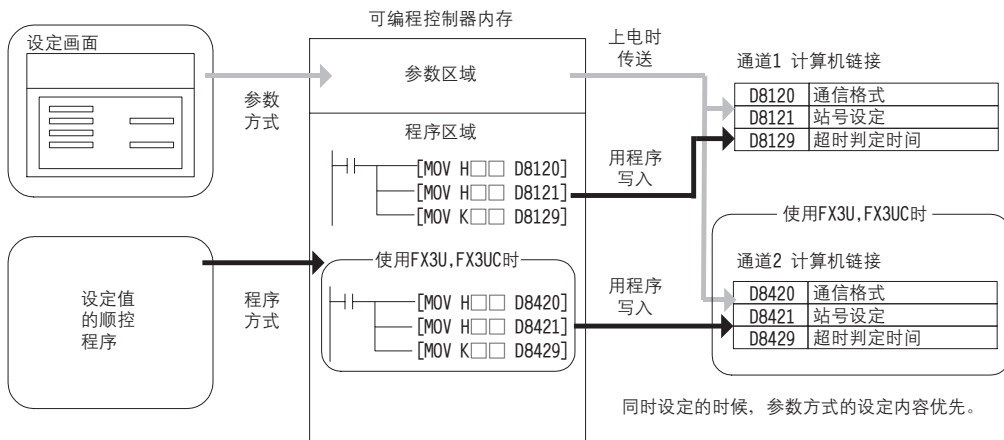 可编程控制器内存
设定画面
参数
方式
参数区域
上电时
传送
通道1 计算机链接
D8120 通信格式
D8121 站号设定
D8129 超时判定时间
程序区域
[MOV H□□ D8120]
[MOV H□□ D8121]
[MOV K□□ D8129]
用程序
写入
设定值
的顺控
程序
程序
方式
使用FX3U,FX3UC时
[MOV H□□ D8420]
[MOV H□□ D8421]
[MOV K□□ D8429]
用程序
写入
使用FX3U,FX3UC时
通道2 计算机链接
D8420 通信格式
D8421 站号设定
D8429 超时判定时间
同时设定的时候，参数方式的设定内容优先。